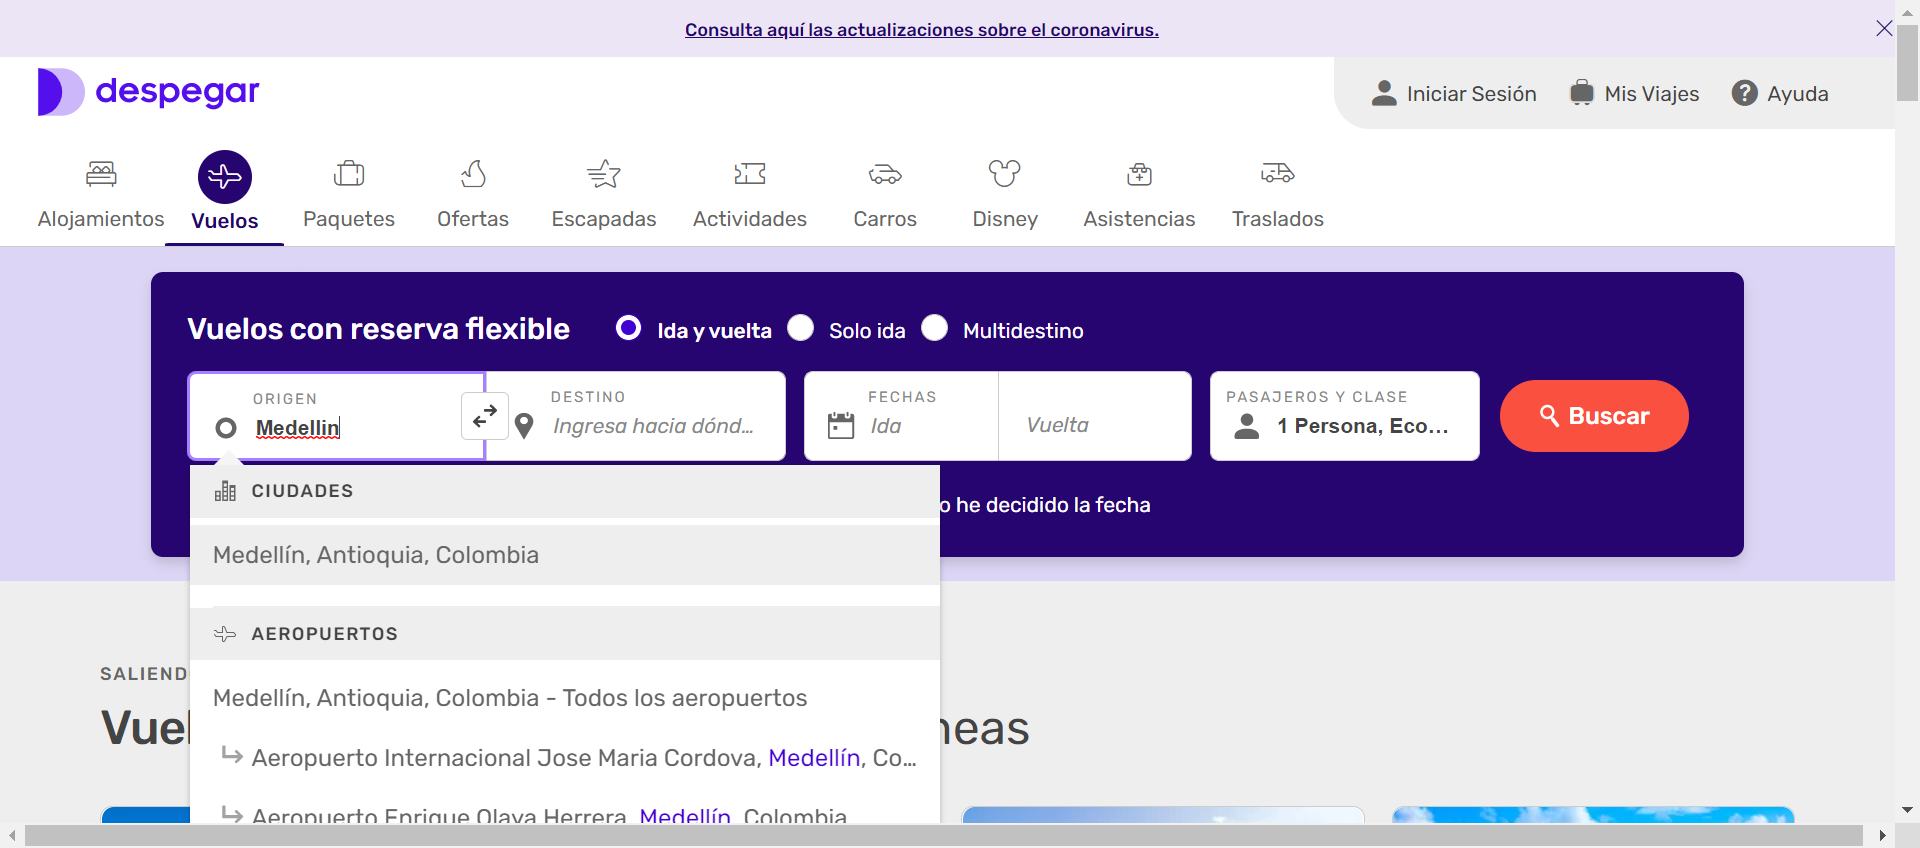 Consulta aquí las actualizaciones sobre el coronavirus.
despegar
Iniciar Sesión
Mis Viajes
Ayuda
Alojamientos
Vuelos
Paquetes
Ofertas
Escapadas
Actividades
Carros
Disney
Asistencias
Traslados
Vuelos con reserva flexible
Ida y vuelta
Solo ida
Multidestino
ORIGEN
Medellin
DESTINO
Ingresa hacia dónd...
FECHAS
Ida
Vuelta
PASAJEROS Y CLASE
1 Persona, Eco...
Buscar
o he decidido la fecha
CIUDADES
Medellín, Antioquia, Colombia
AEROPUERTOS
Medellín, Antioquia, Colombia - Todos los aeropuertos
Aeropuerto Internacional Jose Maria Cordova, Medellín, Co...
Aeropuerto Enrique Olaya Herrera, Medellín, Colombia
SALIEND
Vuel
neas